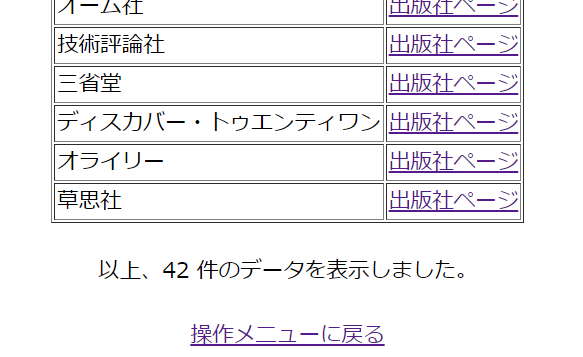 オーム社 出版社ページ
技術評論社 出版社ページ
三省堂 出版社ページ
ディスカバー・トゥエンティワン 出版社ページ
オライリー 出版社ページ
草思社 出版社ページ
以上、42 件のデータを表示しました。
操作メニューに戻る